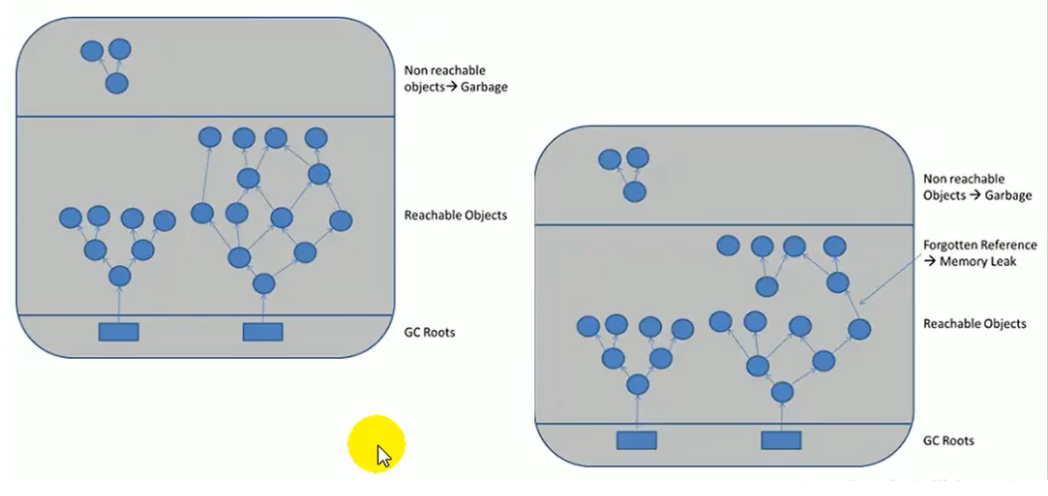 Non reachable
objects→ Garbage
Reachable Objects
GC Roots
Non reachable
Objects → Garbage
Forgotten Reference
→ Memory Leak
Reachable Objects
GC Roots